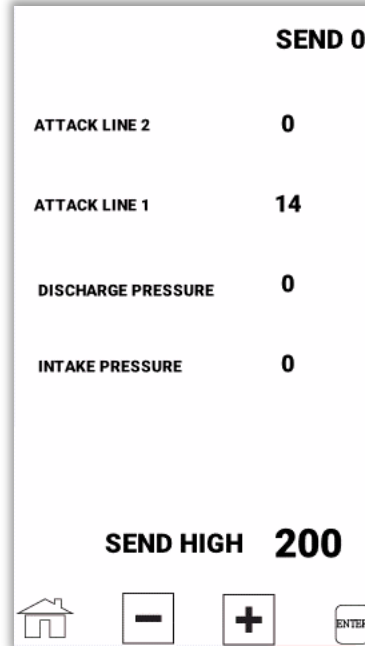 SEND 0
ATTACK LINE 2 0
ATTACK LINE 1 14
DISCHARGE PRESSURE 0
INTAKE PRESSURE 0
SEND HIGH 200
− + ENTER